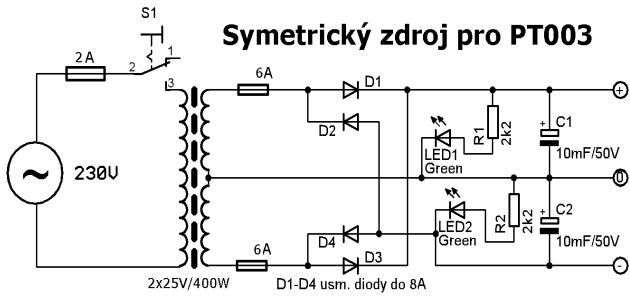 Symetrický zdroj pro PT003
S1
2A
1
2
3
6A
D1
D2
LED1
Green
R1
2k2
C1
+
10mF/50V
+
230V
~
0
LED2
Green
R2
2k2
C2
+
10mF/50V
D4
D3
6A
-
2x25V/400W
D1-D4 usm. diody do 8A